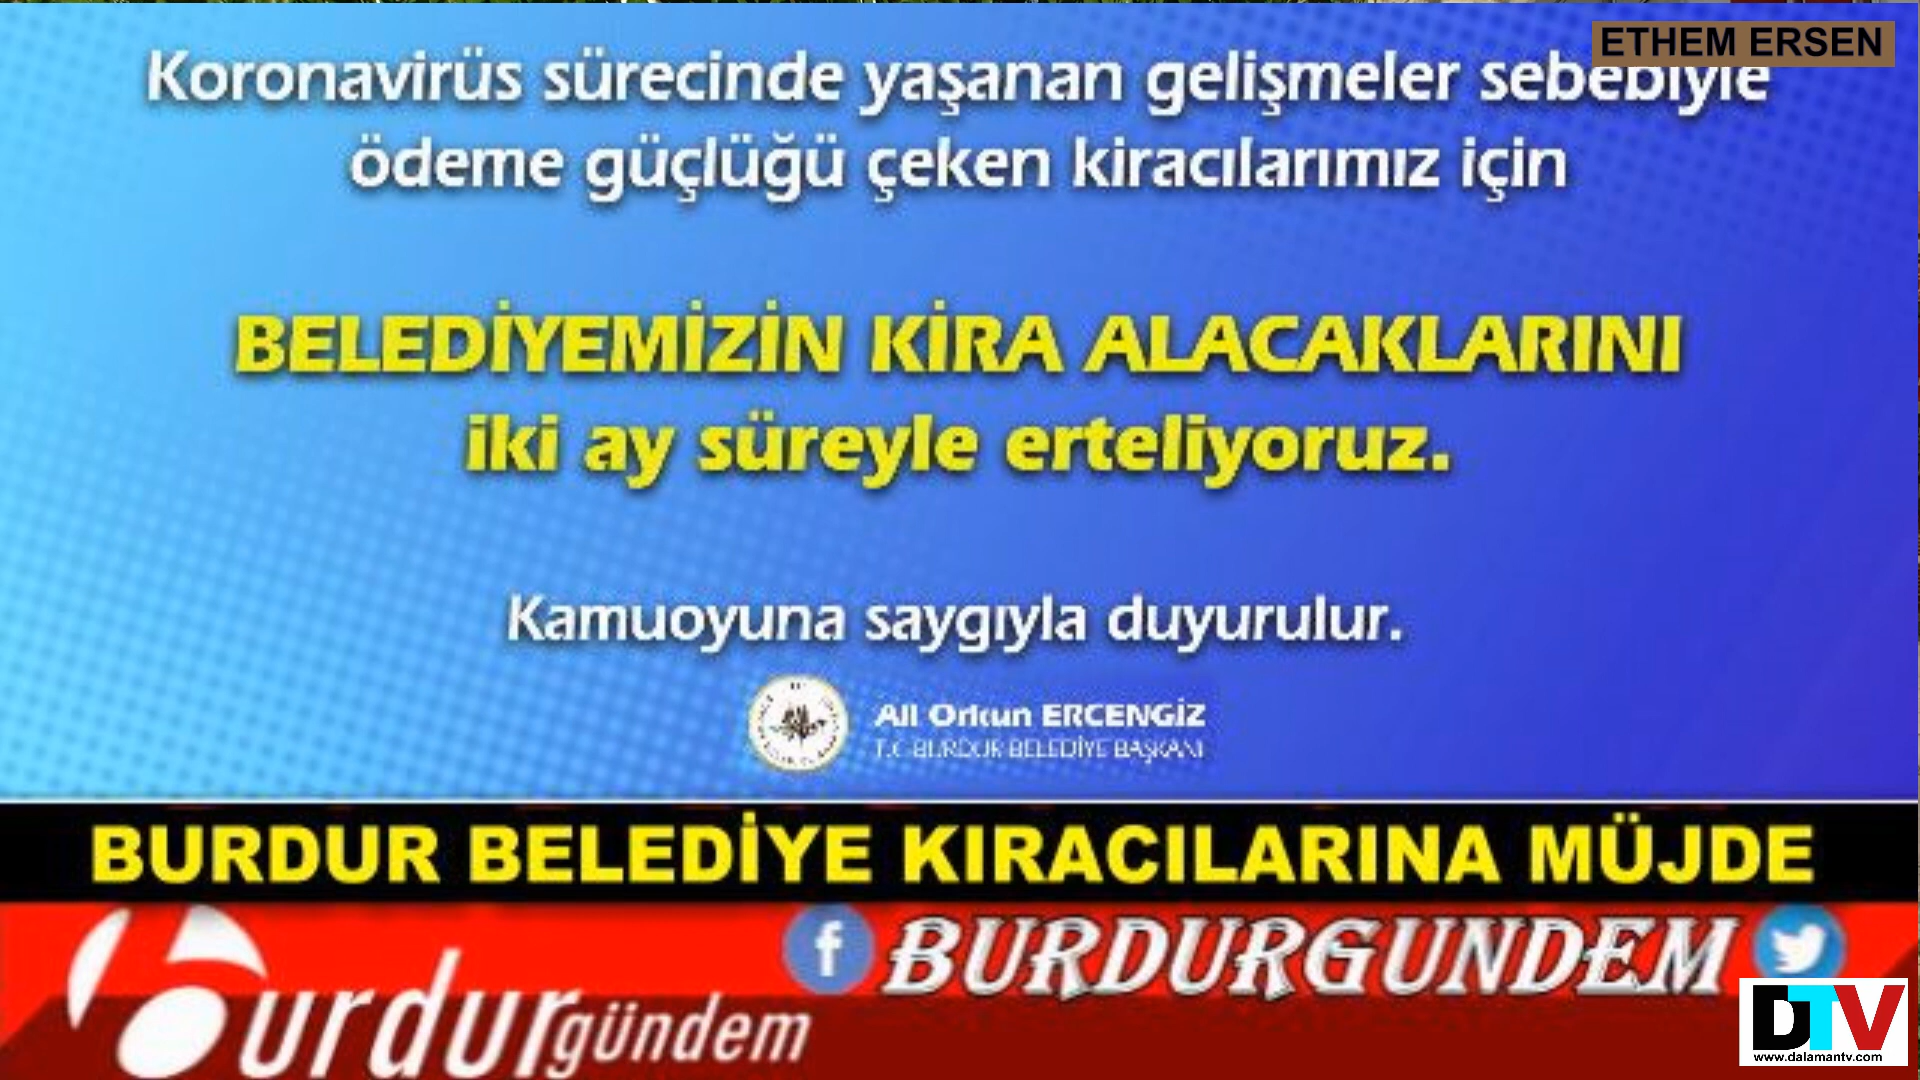 ETHEM ERSEN
Koronavirüs sürecinde yaşanan gelişmeler sebebiyle
ödeme güçlüğü çeken kiracılarımız için
BELEDİYEMİZİN KİRA ALACAKLARINI
iki ay süreyle erteliyoruz.
Kamuoyuna saygıyla duyurulur.
Ali Orkun ERCENGİZ
T.C. BURDUR BELEDİYE BAŞKANI
BURDUR BELEDİYE KIRACILARINA MÜJDE
BURDURGUNDEM
Burdurgündem
DTV
www.dalamantv.com